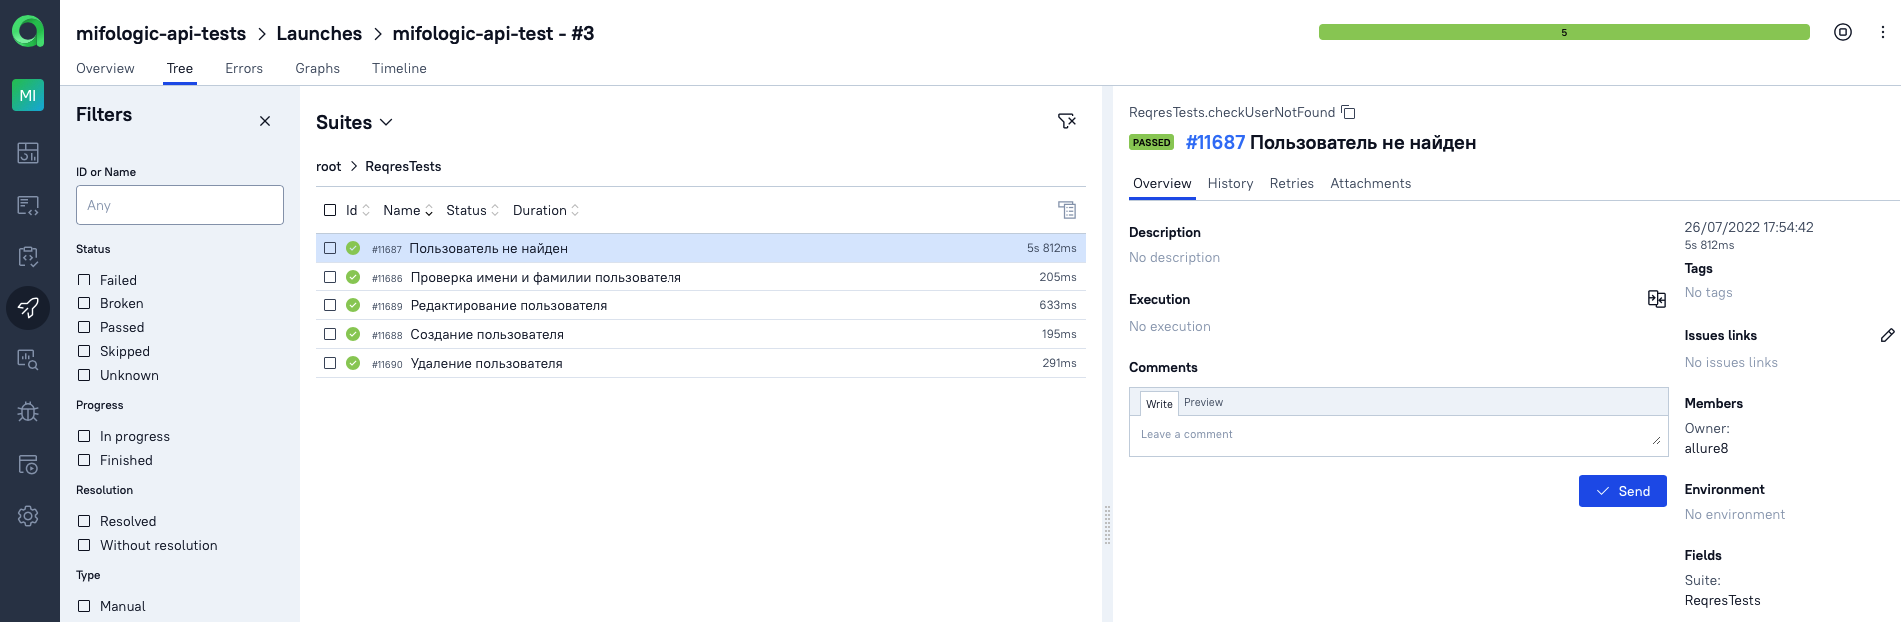 mifologic-api-tests > Launches > mifologic-api-test - #3
5
Overview Tree Errors Graphs Timeline
MI
Filters
ID or Name
Any
Status
Failed
Broken
Passed
Skipped
Unknown
Progress
In progress
Finished
Resolution
Resolved
Without resolution
Type
Manual
Suites
root > ReqresTests
Id Name Status Duration
#11687 Пользователь не найден 5s 812ms
#11686 Проверка имени и фамилии пользователя 205ms
#11689 Редактирование пользователя 633ms
#11688 Создание пользователя 195ms
#11690 Удаление пользователя 291ms
ReqresTests.checkUserNotFound
PASSED #11687 Пользователь не найден
Overview History Retries Attachments
Description
No description
Execution
No execution
Comments
Write Preview
Leave a comment
Send
26/07/2022 17:54:42
5s 812ms
Tags
No tags
Issues links
No issues links
Members
Owner:
allure8
Environment
No environment
Fields
Suite:
ReqresTests